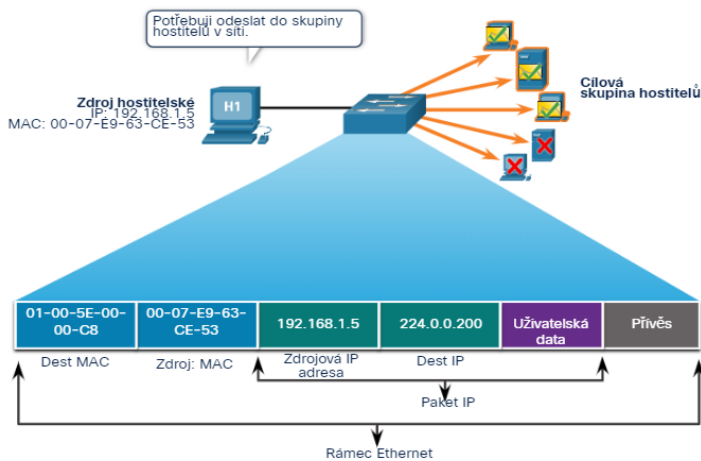 Potřebuji odeslat do skupiny
hostitelů v síti.
Zdroj hostitelské
IP: 192.168.1.5
MAC: 00-07-E9-63-CE-53
H1
Cílová
skupina hostitelů
01-00-5E-00-
00-C8
00-07-E9-63-
CE-53
192.168.1.5
224.0.0.200
Uživatelská
data
Přívěs
Dest MAC
Zdroj: MAC
Zdrojová IP
adresa
Dest IP
Paket IP
Rámec Ethernet